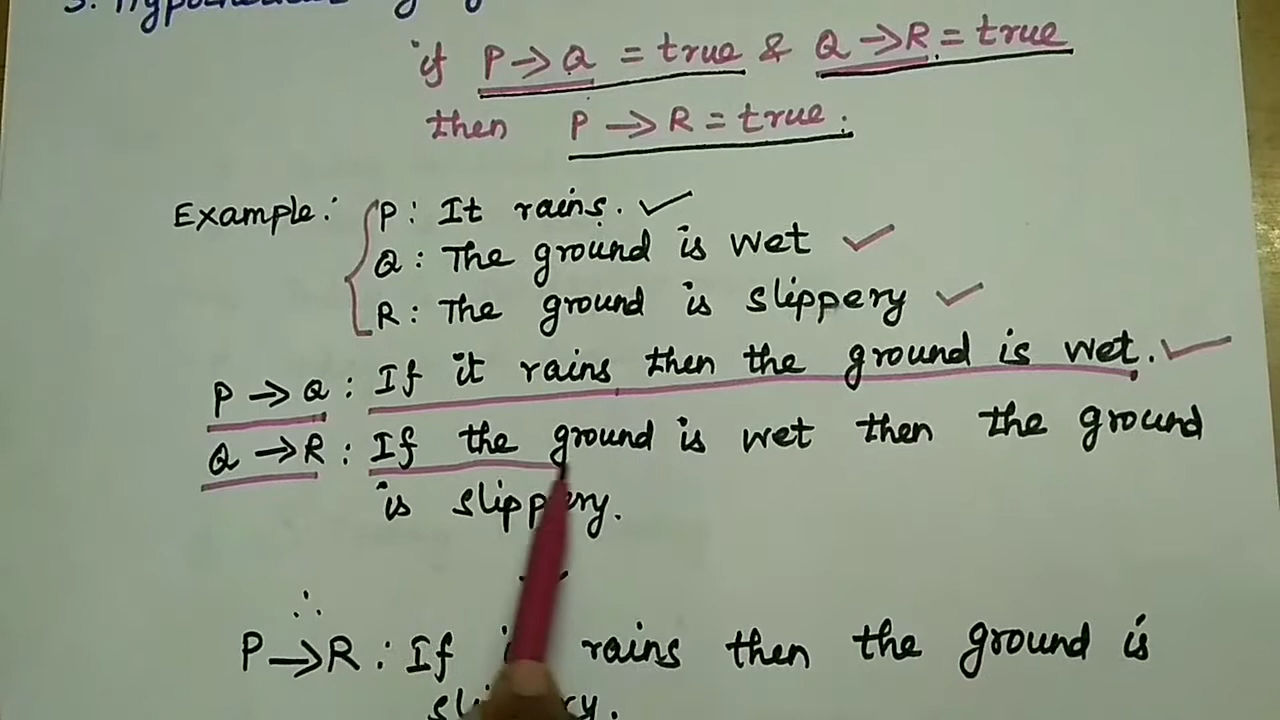 3. Hypothetical
if P → Q = true & Q → R = true
then P → R = true.
Example: P: It rains. ✓
Q: The ground is wet ✓
R: The ground is slippery ✓
P → Q : If it rains then the ground is wet. ✓
Q → R : If the ground is wet then the ground
is slippery.
∴
P → R : If rains then the ground is